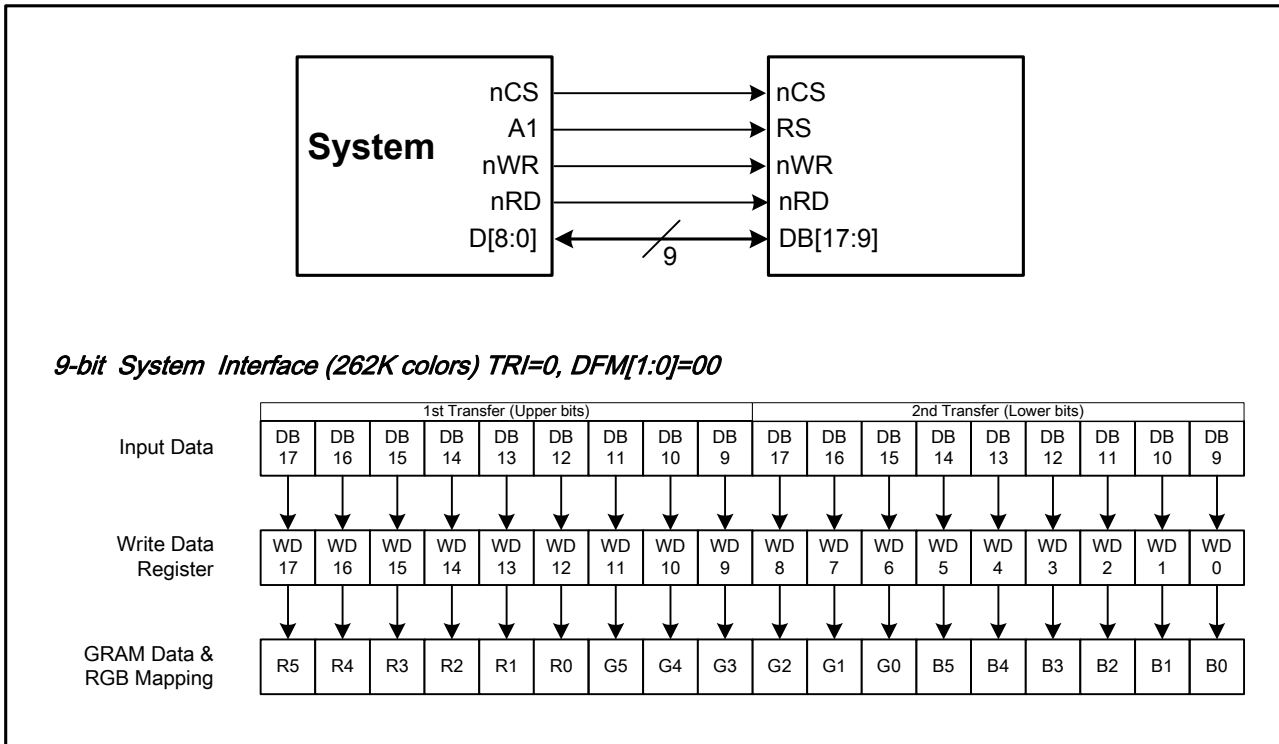 System
nCS nCS
A1 RS
nWR nWR
nRD nRD
D[8:0] DB[17:9]
9
9-bit System Interface (262K colors) TRI=0, DFM[1:0]=00
1st Transfer (Upper bits) 2nd Transfer (Lower bits)
Input Data
DB 17 DB 16 DB 15 DB 14 DB 13 DB 12 DB 11 DB 10 DB 9 DB 17 DB 16 DB 15 DB 14 DB 13 DB 12 DB 11 DB 10 DB 9
Write Data
Register
WD 17 WD 16 WD 15 WD 14 WD 13 WD 12 WD 11 WD 10 WD 9 WD 8 WD 7 WD 6 WD 5 WD 4 WD 3 WD 2 WD 1 WD 0
GRAM Data &
RGB Mapping
R5 R4 R3 R2 R1 R0 G5 G4 G3 G2 G1 G0 B5 B4 B3 B2 B1 B0